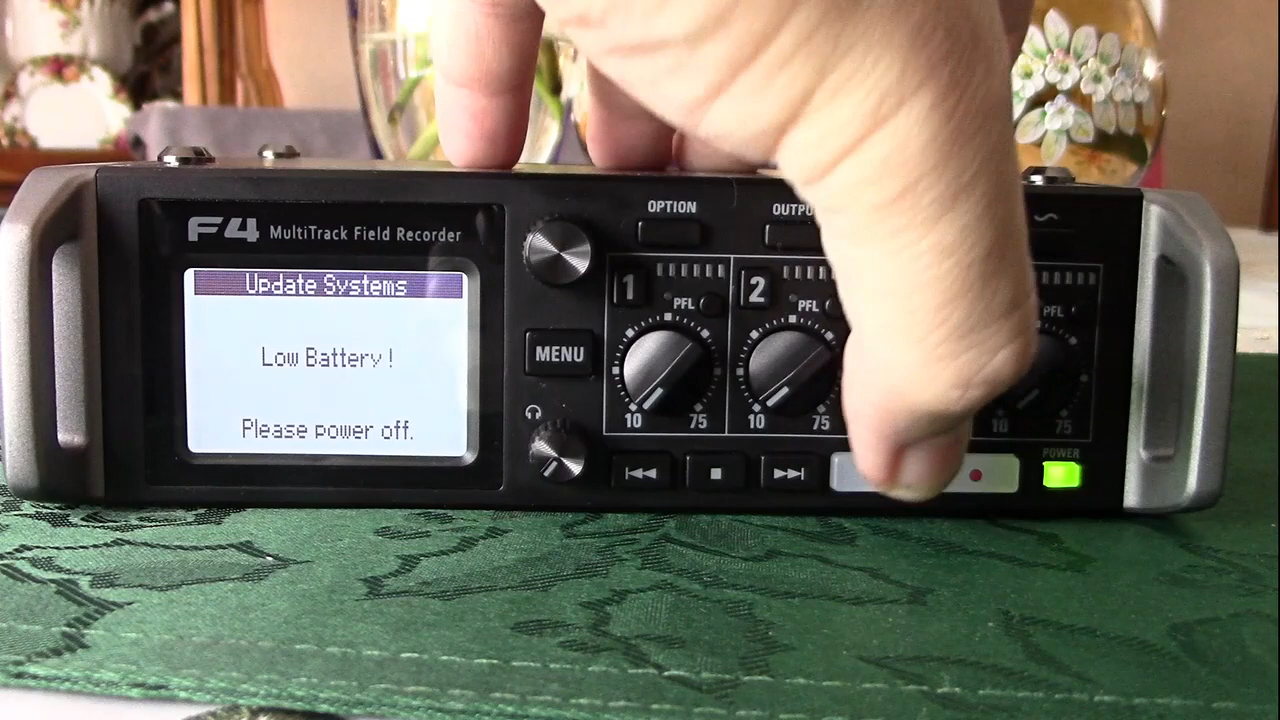 F4 MultiTrack Field Recorder
Update Systems
Low Battery !
Please power off.
OPTION
MENU
1
PFL
10 75
2
PFL
10 75
PFL
10 75
POWER